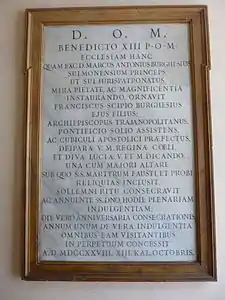 D. O. M.
BENEDICTO XIII P·O·M·
ECCLESIAM HANC
QUAM EXC. D. MARCUS ANTONIUS BURGHESIUS
SULMONENSIUM PRINCEPS
UT SUI JURISPATRONATUS,
MIRA PIETATE, AC MAGNIFICENTIA
INSTAURANDO, ORNAVIT
FRANCISCUS SCIPIO BURGHESIUS
EJUS FILIUS:
ARCHIEPISCOPUS TRAJANOPOLITANUS,
PONTIFICIO SOLIO ASSISTENS,
AC CUBICULI APOSTOLICI PRÆFECTUS,
DEIPARÆ V. M. REGINÆ CŒLI,
ET DIVÆ LUCIÆ V. ET M. DICANDO,
UNA CUM MAJORI ALTARI,
SUB QUO S.S. MARTYRUM FAUSTI, ET PROBI
RELIQUIAS INCLUSIT,
SOLLEMNI RITU CONSECRAVIT
AC ANNUENTE SS. DNO, HODIE PLENARIAM
INDULGENTIAM;
DIE VERO ANNIVERSARIA CONSECRATIONIS
ANNUM UNUM DE VERA INDULGENTIA
OMNIBUS EAM VISITANTIBUS
IN PERPETUUM CONCESSIT
A. D. MDCCXXVIII. XIII. KAL. OCTOBRIS.